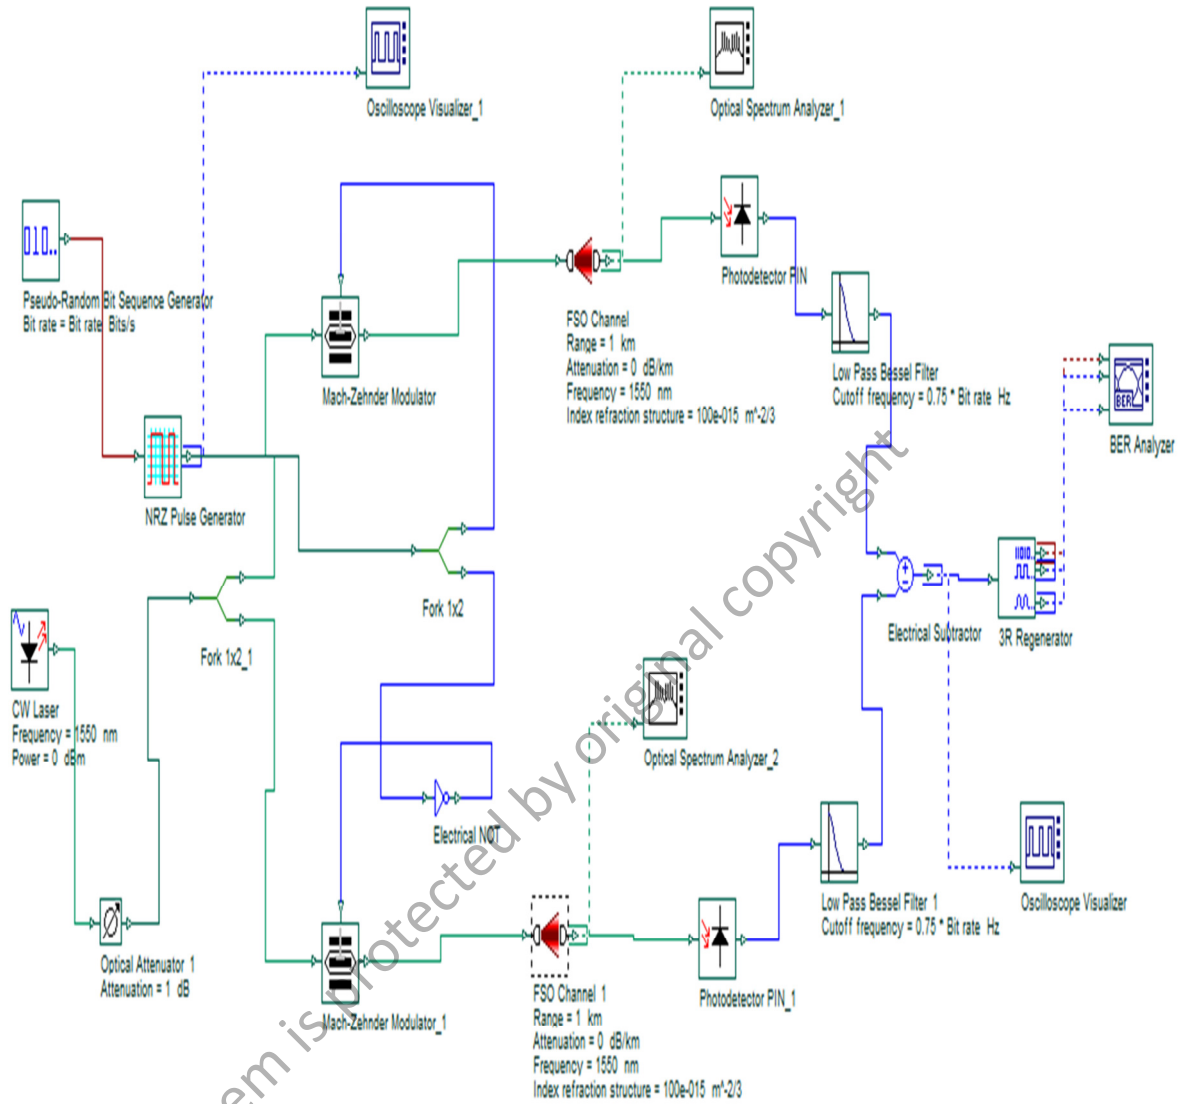 Oscilloscope Visualizer_1
Optical Spectrum Analyzer_1
010..
Pseudo-Random Bit Sequence Generator
Bit rate = Bit rate Bits/s
Photodetector PIN
Mach-Zehnder Modulator
FSO Channel
Range = 1 km
Attenuation = 0 dB/km
Frequency = 1550 nm
Index refraction structure = 100e-015 m^-2/3
Low Pass Bessel Filter
Cutoff frequency = 0.75 * Bit rate Hz
BER
BER Analyzer
NRZ Pulse Generator
Fork 1x2
Fork 1x2_1
Electrical Subtractor
3R Regenerator
CW Laser
Frequency = 1550 nm
Power = 0 dBm
Optical Spectrum Analyzer_2
Electrical NOT
Low Pass Bessel Filter 1
Cutoff frequency = 0.75 * Bit rate Hz
Oscilloscope Visualizer
Optical Attenuator 1
Attenuation = 1 dB
Mach-Zehnder Modulator_1
FSO Channel 1
Range = 1 km
Attenuation = 0 dB/km
Frequency = 1550 nm
Index refraction structure = 100e-015 m^-2/3
Photodetector PIN_1
em is protected by original copyright